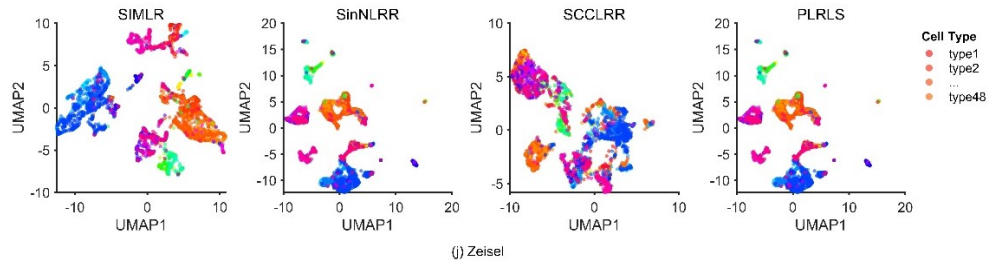 SIMLR SinNLRR SCCLRR PLRLS
10 5 0 -5 -10
UMAP2
-10 0 10
UMAP1
20 15 10 5 0 -5 -10
UMAP2
-10 0 10 20
UMAP1
10 5 0 -5
UMAP2
-10 0 10
UMAP1
20 15 10 5 0 -5 -10
UMAP2
-10 0 10 20
UMAP1
Cell Type
type1
type2
...
type48
(j) Zeisel